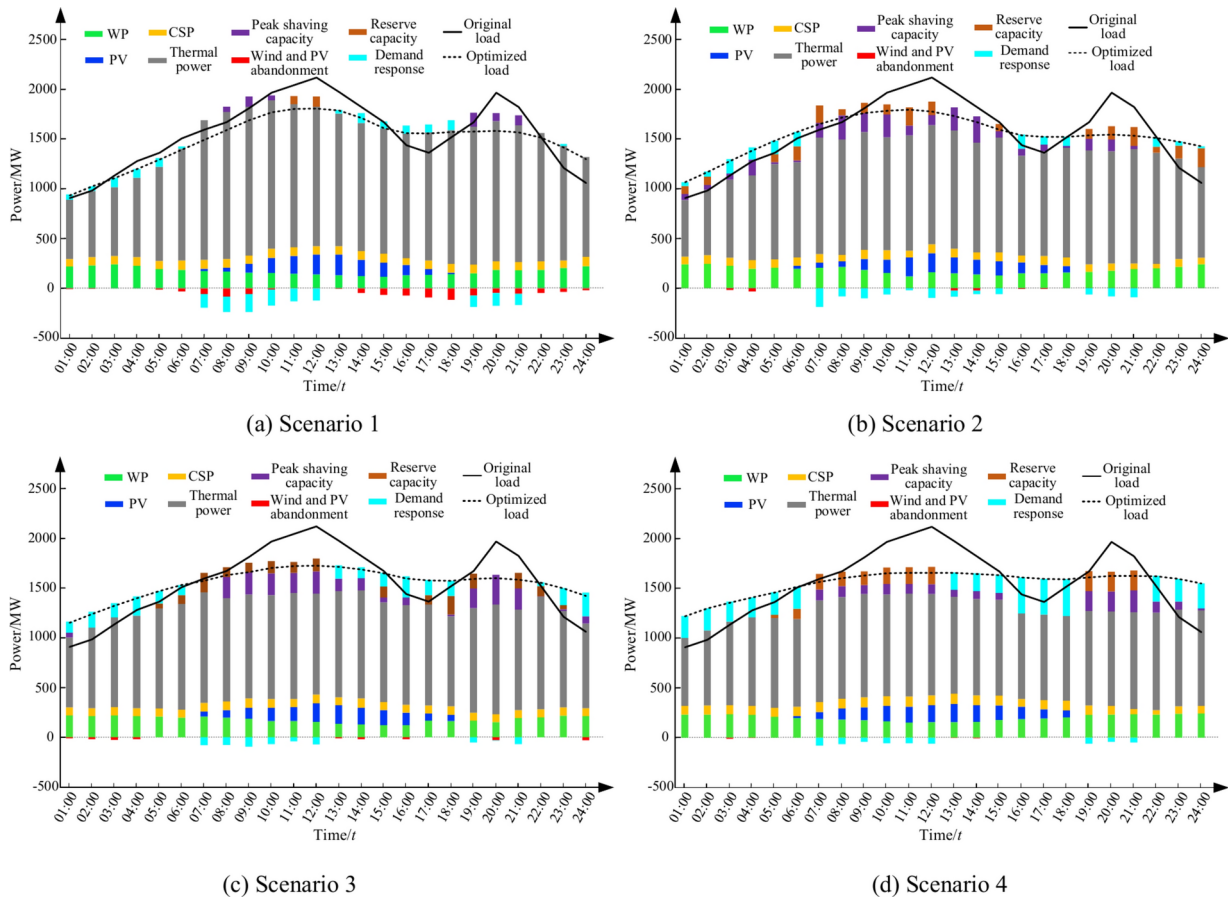 2500
2000
1500
1000
500
0
-500
Power/MW
WP
CSP
Peak shaving
capacity
Reserve
capacity
Original
load
PV
Thermal
power
Wind and PV
abandonment
Demand
response
Optimized
load
01:00 02:00 03:00 04:00 05:00 06:00 07:00 08:00 09:00 10:00 11:00 12:00 13:00 14:00 15:00 16:00 17:00 18:00 19:00 20:00 21:00 22:00 23:00 24:00
Time/t
(a) Scenario 1
2500
2000
1500
1000
500
0
-500
Power/MW
WP
CSP
Peak shaving
capacity
Reserve
capacity
Original
load
PV
Thermal
power
Wind and PV
abandonment
Demand
response
Optimized
load
01:00 02:00 03:00 04:00 05:00 06:00 07:00 08:00 09:00 10:00 11:00 12:00 13:00 14:00 15:00 16:00 17:00 18:00 19:00 20:00 21:00 22:00 23:00 24:00
Time/t
(b) Scenario 2
2500
2000
1500
1000
500
0
-500
Power/MW
WP
CSP
Peak shaving
capacity
Reserve
capacity
Original
load
PV
Thermal
power
Wind and PV
abandonment
Demand
response
Optimized
load
01:00 02:00 03:00 04:00 05:00 06:00 07:00 08:00 09:00 10:00 11:00 12:00 13:00 14:00 15:00 16:00 17:00 18:00 19:00 20:00 21:00 22:00 23:00 24:00
Time/t
(c) Scenario 3
2500
2000
1500
1000
500
0
-500
Power/MW
WP
CSP
Peak shaving
capacity
Reserve
capacity
Original
load
PV
Thermal
power
Wind and PV
abandonment
Demand
response
Optimized
load
01:00 02:00 03:00 04:00 05:00 06:00 07:00 08:00 09:00 10:00 11:00 12:00 13:00 14:00 15:00 16:00 17:00 18:00 19:00 20:00 21:00 22:00 23:00 24:00
Time/t
(d) Scenario 4